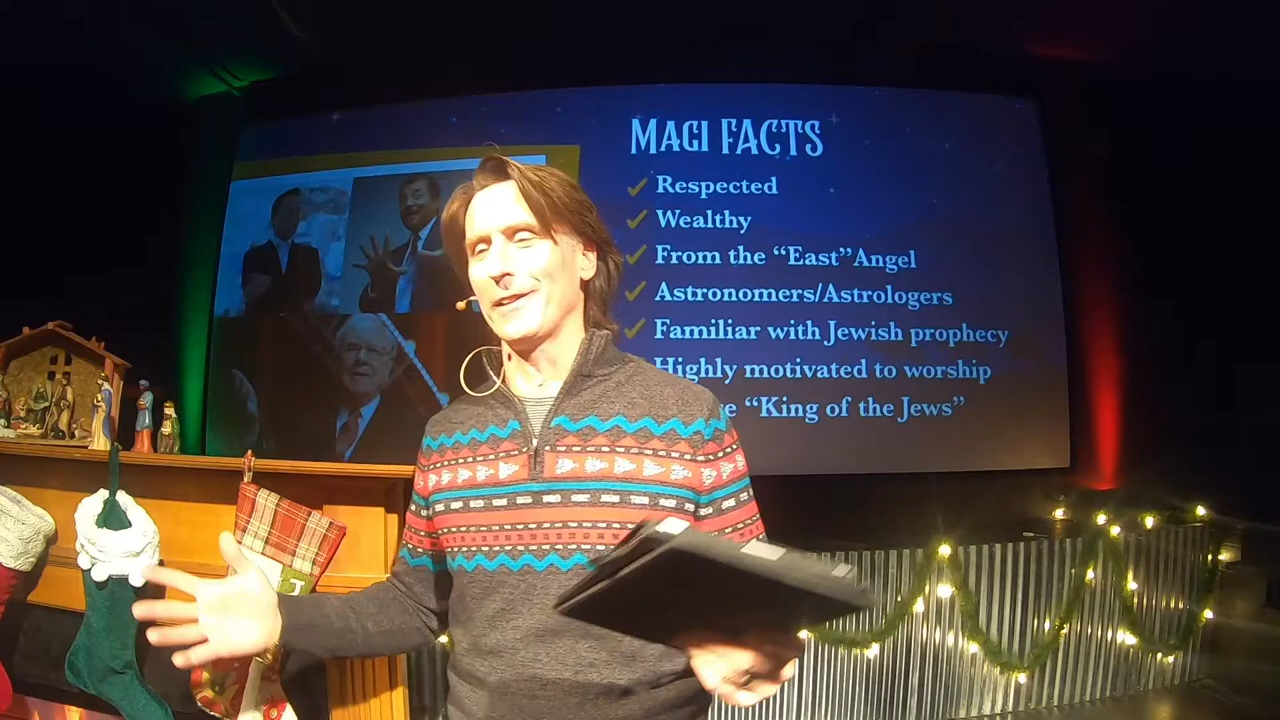 MAGI FACTS
Respected
Wealthy
From the “East”Angel
Astronomers/Astrologers
Familiar with Jewish prophecy
Highly motivated to worship
“King of the Jews”
J